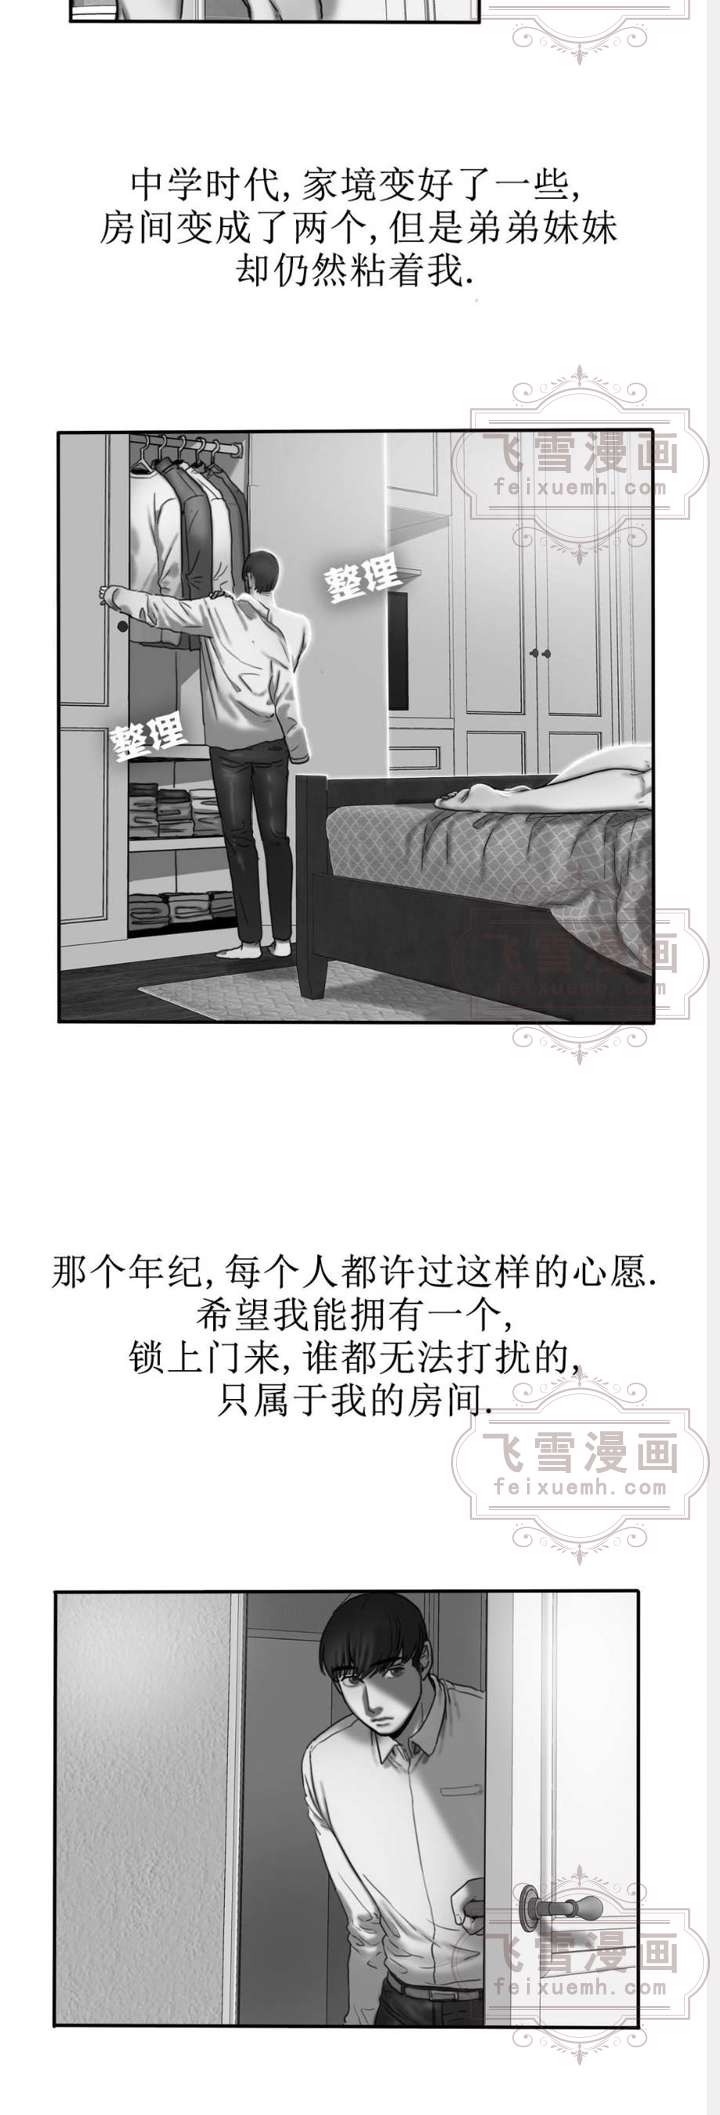 中学时代,家境变好了一些,
房间变成了两个,但是弟弟妹妹
却仍然粘着我.
飞雪漫画
feixuemh.com
整理
整理
飞雪漫画
feixuemh.com
那个年纪,每个人都许过这样的心愿.
希望我能拥有一个,
锁上门来,谁都无法打扰的,
只属于我的房间.
飞雪漫画
feixuemh.com
飞雪漫画
feixuemh.com